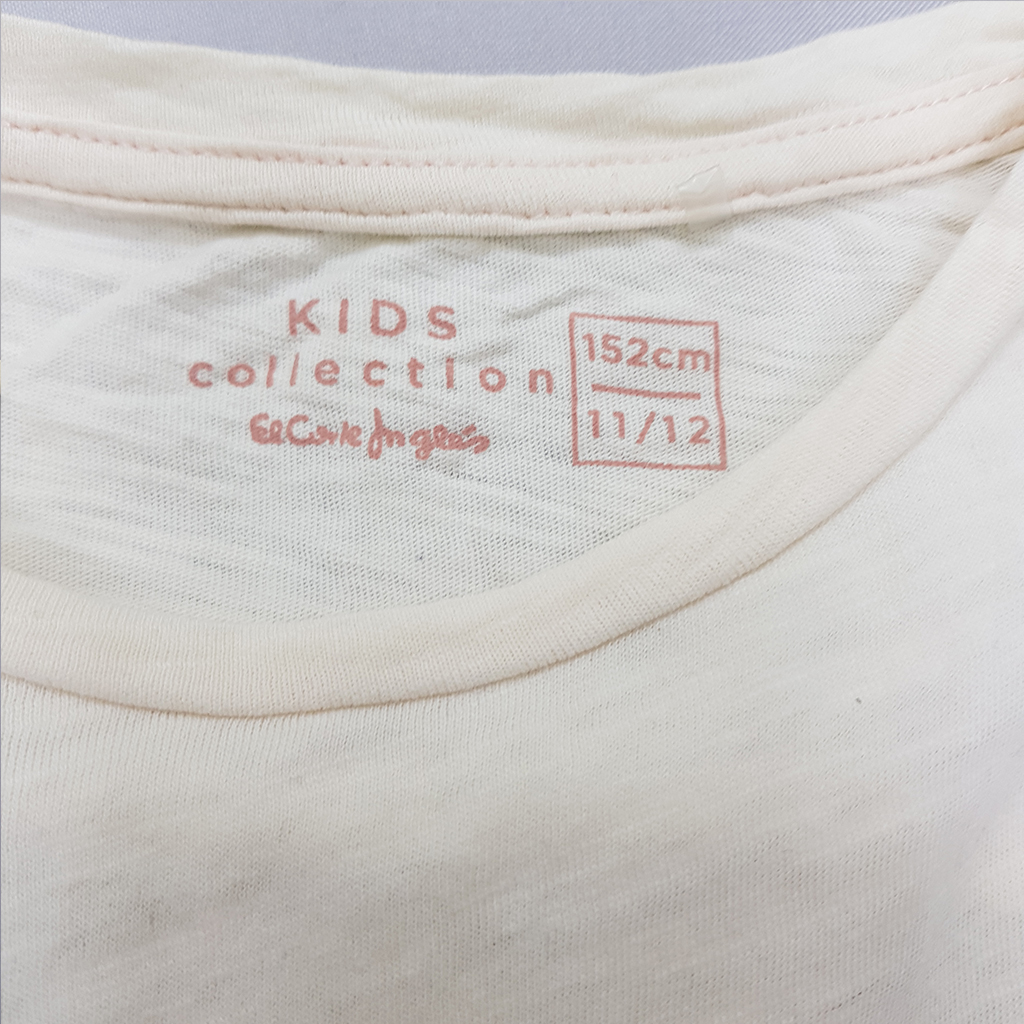 KIDS
collection
El Corte Inglés
152cm
11/12